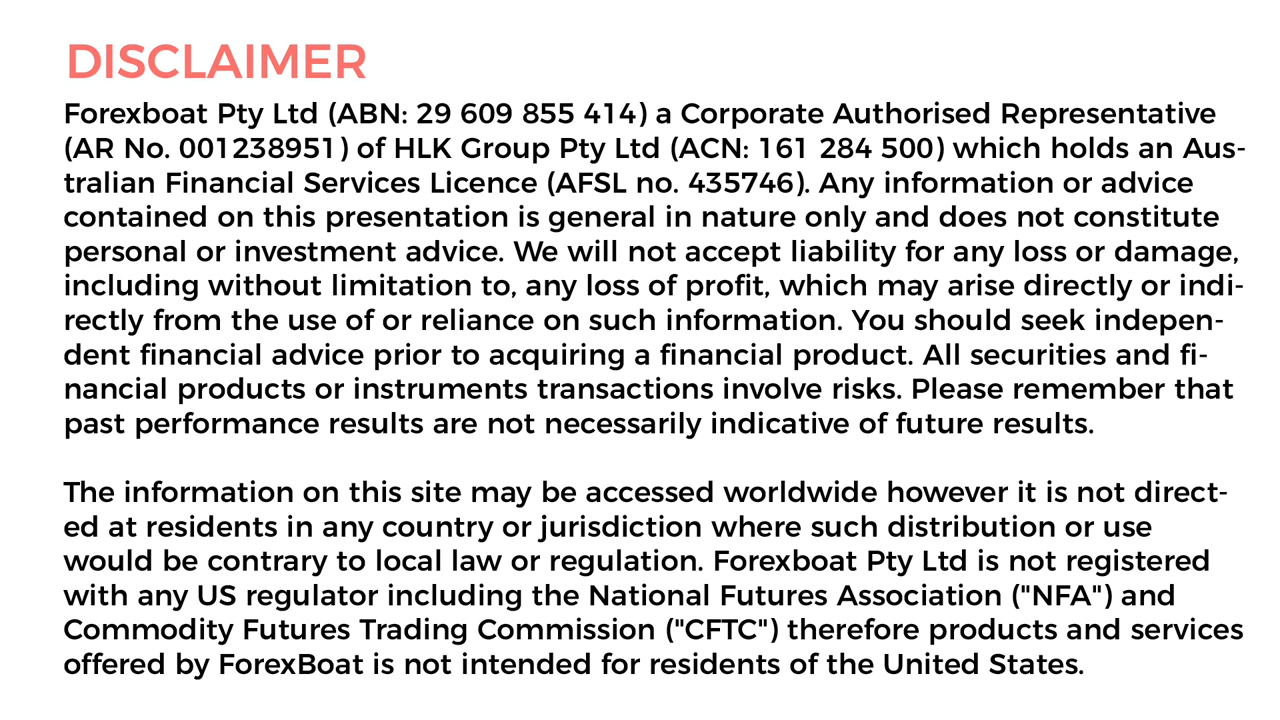 DISCLAIMER
Forexboat Pty Ltd (ABN: 29 609 855 414) a Corporate Authorised Representative
(AR No. 001238951) of HLK Group Pty Ltd (ACN: 161 284 500) which holds an Aus-
tralian Financial Services Licence (AFSL no. 435746). Any information or advice
contained on this presentation is general in nature only and does not constitute
personal or investment advice. We will not accept liability for any loss or damage,
including without limitation to, any loss of profit, which may arise directly or indi-
rectly from the use of or reliance on such information. You should seek indepen-
dent financial advice prior to acquiring a financial product. All securities and fi-
nancial products or instruments transactions involve risks. Please remember that
past performance results are not necessarily indicative of future results.
The information on this site may be accessed worldwide however it is not direct-
ed at residents in any country or jurisdiction where such distribution or use
would be contrary to local law or regulation. Forexboat Pty Ltd is not registered
with any US regulator including the National Futures Association ("NFA") and
Commodity Futures Trading Commission ("CFTC") therefore products and services
offered by ForexBoat is not intended for residents of the United States.